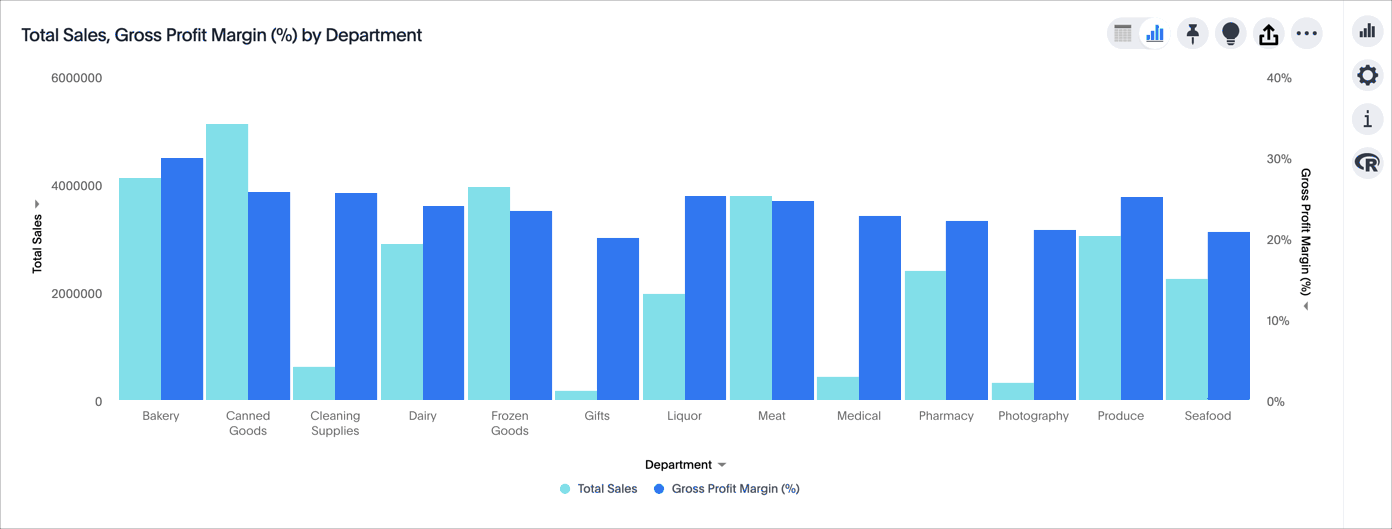 Total Sales, Gross Profit Margin (%) by Department
6000000
4000000
2000000
0
Total Sales
40%
30%
20%
10%
0%
Gross Profit Margin (%)
Bakery
Canned
Goods
Cleaning
Supplies
Dairy
Frozen
Goods
Gifts
Liquor
Meat
Medical
Pharmacy
Photography
Produce
Seafood
Department
Total Sales
Gross Profit Margin (%)
i
R